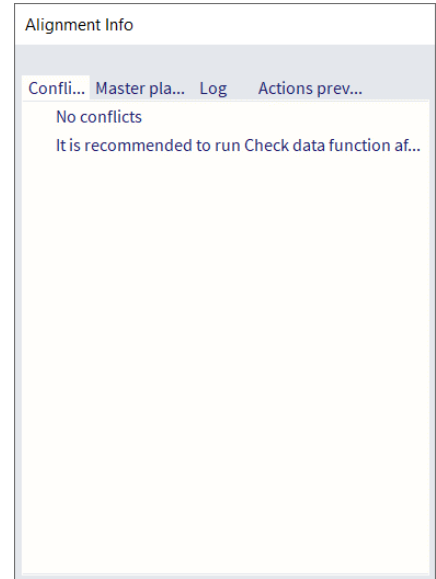 Alignment Info
Confli... Master pla... Log Actions prev...
No conflicts
It is recommended to run Check data function af...